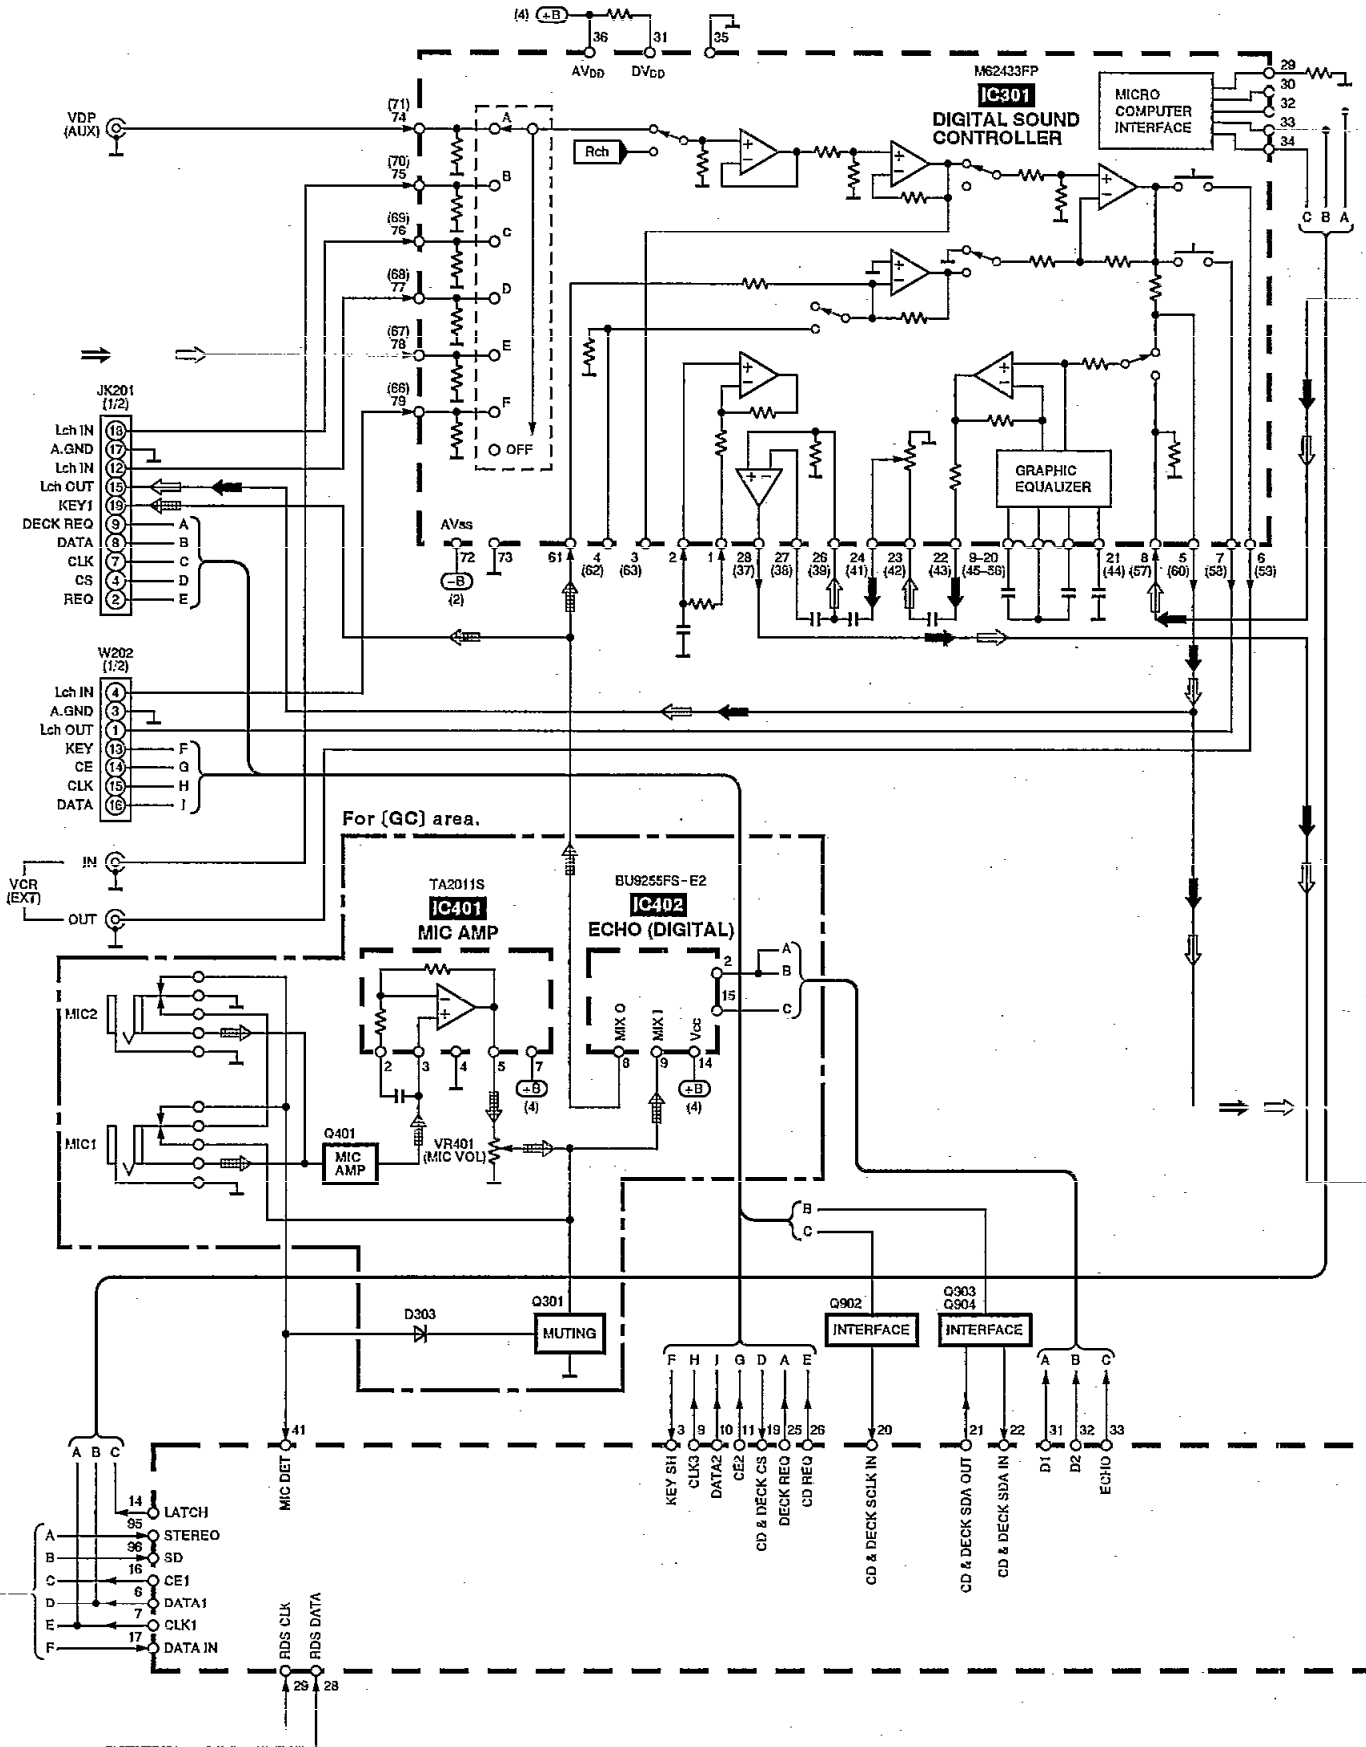 (4) +B
36
31
35
AVDD
DVDD
M62433FP
IC301
DIGITAL SOUND
CONTROLLER
MICRO
COMPUTER
INTERFACE
29
30
32
33
34
C B A
VDP
(AUX)
(71)
74
(70)
75
(69)
76
(68)
77
(67)
78
(66)
79
A
B
C
D
E
F
OFF
Rch
GRAPHIC
EQUALIZER
JK201
(1/2)
Lch IN 18
A.GND 17
Lch IN 12
Lch OUT 15
KEY1 19
DECK REQ 9 A
DATA 8 B
CLK 7 C
CS 4 D
REQ 2 E
AVSS
72
-B
(2)
73
61
4
(62)
3
(63)
2
1
28
(37)
27
(38)
26
(39)
24
(41)
23
(42)
22
(43)
9-20
(45-56)
21
(44)
8
(57)
5
(60)
7
(58)
6
(59)
W202
(1/2)
Lch IN 4
A.GND 3
Lch OUT 1
KEY 13 F
CE 14 G
CLK 15 H
DATA 16 I
VCR
(EXT)
IN
OUT
For (GC) area.
TA2011S
IC401
MIC AMP
BU9255FS-E2
IC402
ECHO (DIGITAL)
2
15
A
B
C
MIX O
MIX I
VCC
8
9
14
+B
(4)
2
3
4
5
7
+B
(4)
MIC2
MIC1
Q401
MIC
AMP
VR401
(MIC VOL)
B
C
D303
Q301
MUTING
Q902
INTERFACE
Q903
Q904
INTERFACE
F H I G D A E
A B C
3 9 10 11 19 25 26
20
21
22
31
32
33
41
MIC DET
KEY SH
CLK3
DATA2
CE2
CD & DECK CS
DECK REQ
CD REQ
CD & DECK SCLK IN
CD & DECK SDA OUT
CD & DECK SDA IN
D1
D2
ECHO
A B C
14 LATCH
A 95 STEREO
B 96 SD
C 16 CE1
D 6 DATA1
E 7 CLK1
F 17 DATA IN
RDS CLK
RDS DATA
29
28